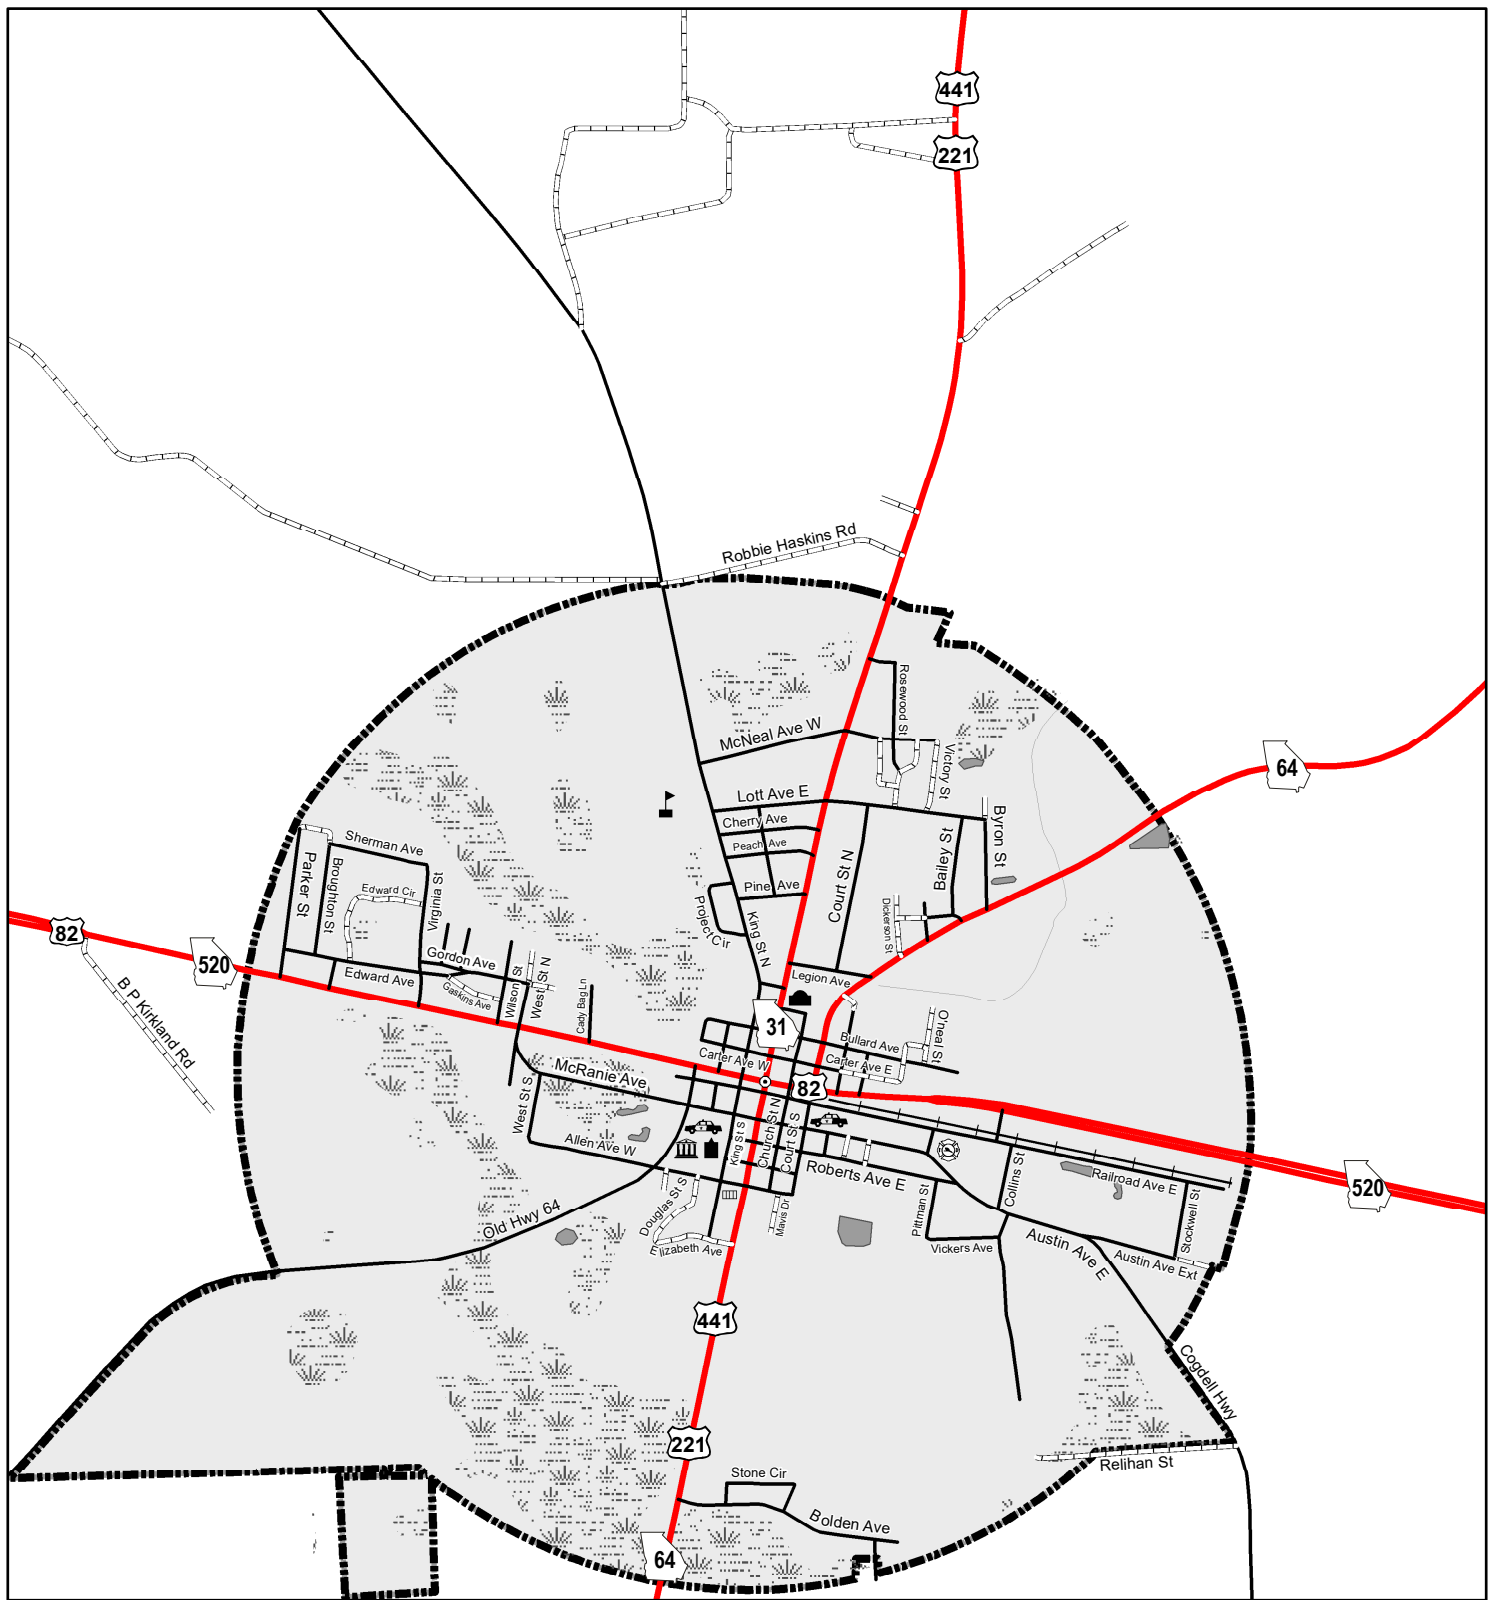 441
221
Robbie Haskins Rd
Rosewood St
McNeal Ave W
Victory St
64
Lott Ave E
Cherry Ave
Peach Ave
Byron St
Bailey St
Sherman Ave
Parker St
Broughton St
Edward Cir
Virginia St
Court St N
Pine Ave
Project Cir
King St N
Dickerson St
82
520
Gordon Ave
Edward Ave
Gaskins Ave
Wilson St
West St N
Cady Bag Ln
Legion Ave
B P Kirkland Rd
31
O'neal St
Bullard Ave
Carter Ave W
Carter Ave E
McRanie Ave
82
West St S
Allen Ave W
King St S
Church St N
Court St S
Roberts Ave E
Collins St
Railroad Ave E
520
Pittman St
Stockwell St
Old Hwy 64
Douglas St S
Mavis Dr
Elizabeth Ave
Vickers Ave
Austin Ave E
Austin Ave Ext
441
Cogdell Hwy
221
Relihan St
Stone Cir
Bolden Ave
64